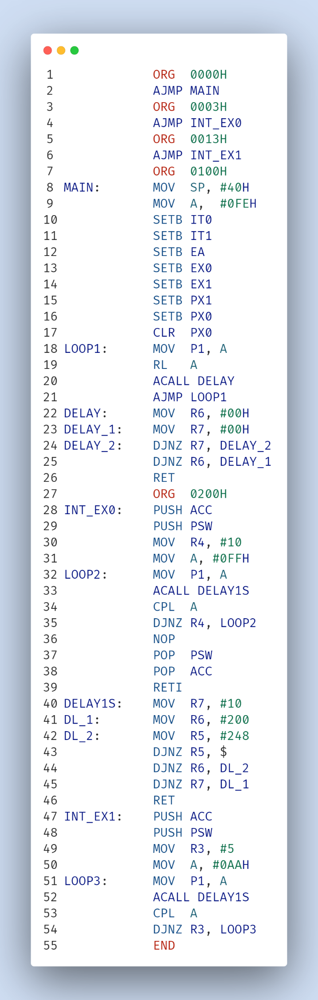 1 ORG 0000H
2 AJMP MAIN
3 ORG 0003H
4 AJMP INT_EX0
5 ORG 0013H
6 AJMP INT_EX1
7 ORG 0100H
8 MAIN: MOV SP, #40H
9 MOV A, #0FEH
10 SETB IT0
11 SETB IT1
12 SETB EA
13 SETB EX0
14 SETB EX1
15 SETB PX1
16 SETB PX0
17 CLR PX0
18 LOOP1: MOV P1, A
19 RL A
20 ACALL DELAY
21 AJMP LOOP1
22 DELAY: MOV R6, #00H
23 DELAY_1: MOV R7, #00H
24 DELAY_2: DJNZ R7, DELAY_2
25 DJNZ R6, DELAY_1
26 RET
27 ORG 0200H
28 INT_EX0: PUSH ACC
29 PUSH PSW
30 MOV R4, #10
31 MOV A, #0FFH
32 LOOP2: MOV P1, A
33 ACALL DELAY1S
34 CPL A
35 DJNZ R4, LOOP2
36 NOP
37 POP PSW
38 POP ACC
39 RETI
40 DELAY1S: MOV R7, #10
41 DL_1: MOV R6, #200
42 DL_2: MOV R5, #248
43 DJNZ R5, $
44 DJNZ R6, DL_2
45 DJNZ R7, DL_1
46 RET
47 INT_EX1: PUSH ACC
48 PUSH PSW
49 MOV R3, #5
50 MOV A, #0AAH
51 LOOP3: MOV P1, A
52 ACALL DELAY1S
53 CPL A
54 DJNZ R3, LOOP3
55 END